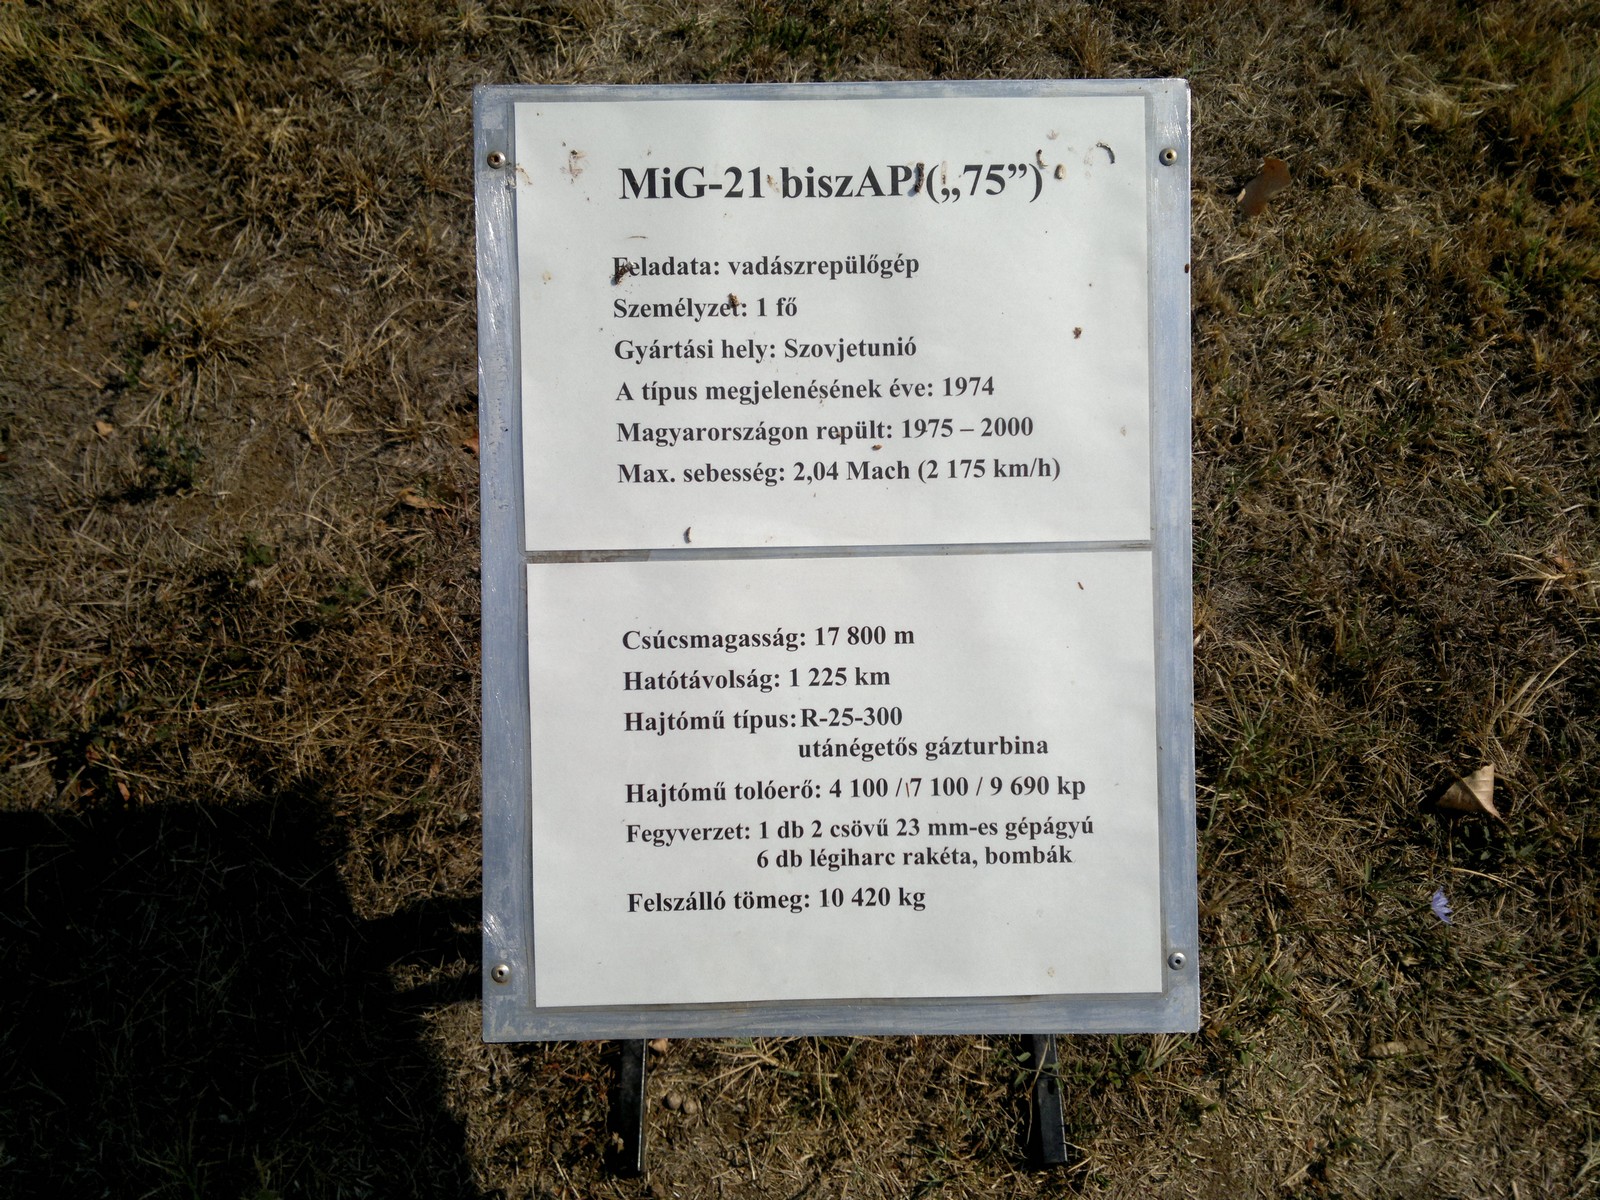 MiG-21 biszAP („75”)
Feladata: vadászrepülőgép
Személyzet: 1 fő
Gyártási hely: Szovjetunió
A típus megjelenésének éve: 1974
Magyarországon repült: 1975 – 2000
Max. sebesség: 2,04 Mach (2 175 km/h)
Csúcsmagasság: 17 800 m
Hatótávolság: 1 225 km
Hajtómű típus: R-25-300
utánégetős gázturbina
Hajtómű tolóerő: 4 100 / 7 100 / 9 690 kp
Fegyverzet: 1 db 2 csövű 23 mm-es gépágyú
6 db légiharc rakéta, bombák
Felszálló tömeg: 10 420 kg